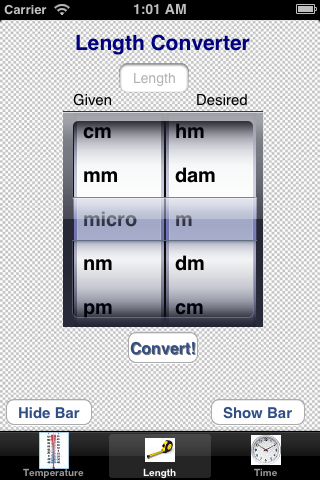 Carrier 1:01 AM
Length Converter
Length
Given Desired
cm hm
mm dam
micro m
nm dm
pm cm
Convert!
Hide Bar Show Bar
Temperature Length Time